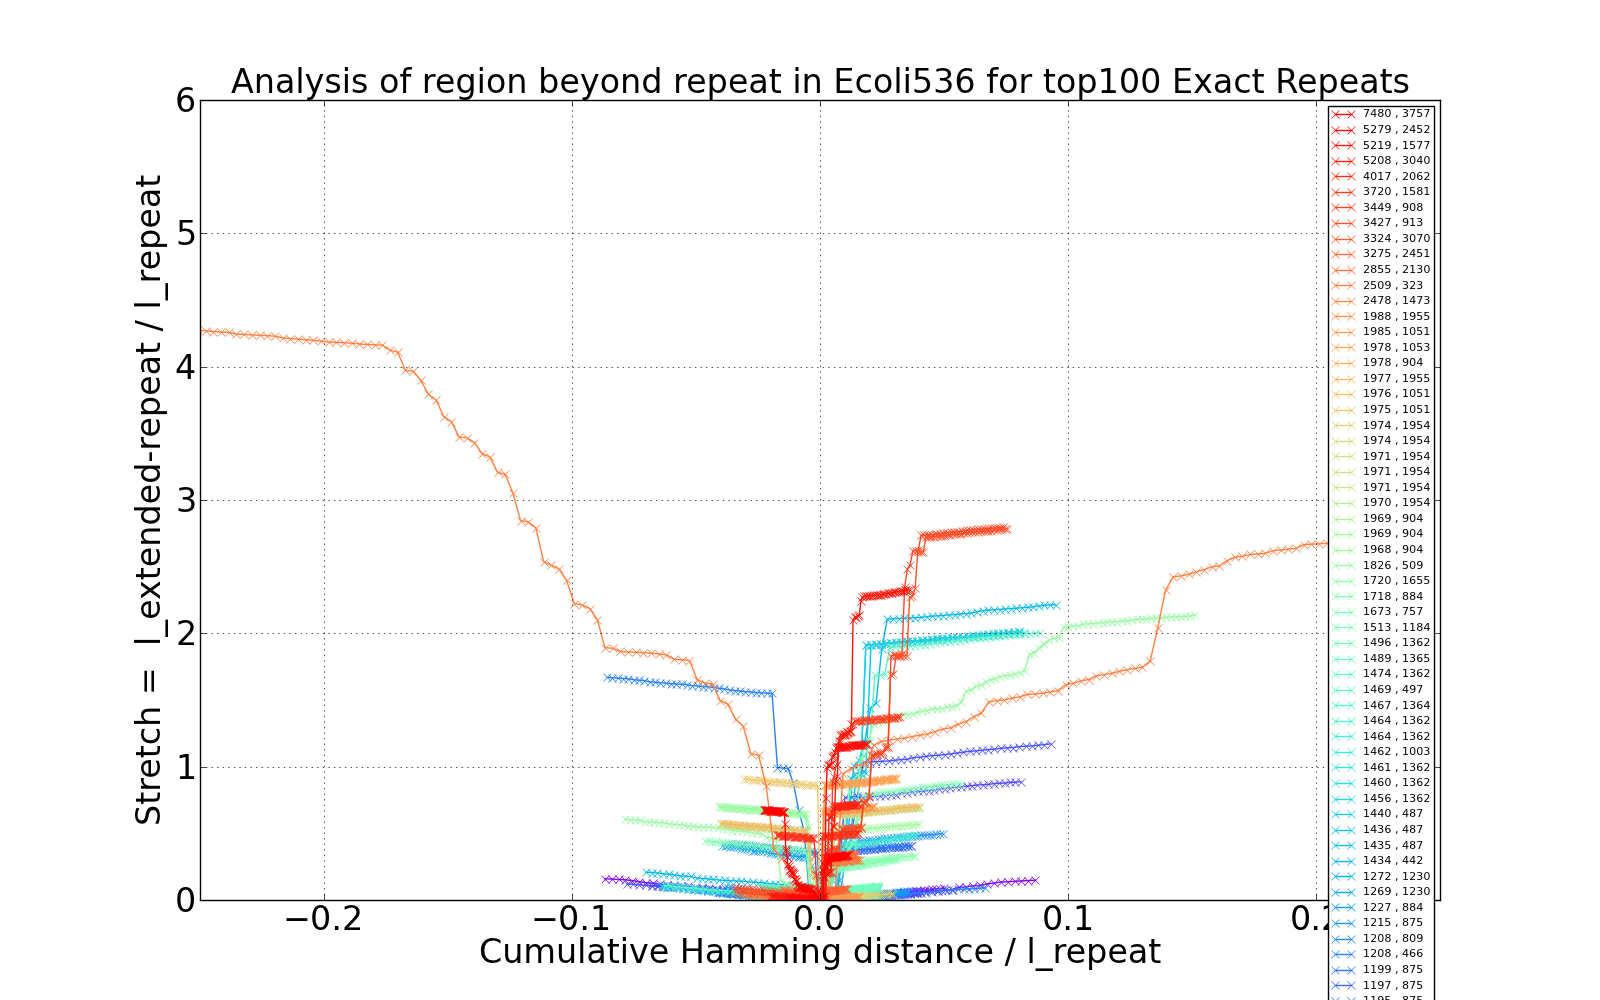 Analysis of region beyond repeat in Ecoli536 for top100 Exact Repeats
6
5
4
3
2
1
0
Stretch = l_extended-repeat / l_repeat
−0.2
−0.1
0.0
0.1
0.2
Cumulative Hamming distance / l_repeat
7480 , 3757
5279 , 2452
5219 , 1577
5208 , 3040
4017 , 2062
3720 , 1581
3449 , 908
3427 , 913
3324 , 3070
3275 , 2451
2855 , 2130
2509 , 323
2478 , 1473
1988 , 1955
1985 , 1051
1978 , 1053
1978 , 904
1977 , 1955
1976 , 1051
1975 , 1051
1974 , 1954
1974 , 1954
1971 , 1954
1971 , 1954
1971 , 1954
1970 , 1954
1969 , 904
1969 , 904
1968 , 904
1826 , 509
1720 , 1655
1718 , 884
1673 , 757
1513 , 1184
1496 , 1362
1489 , 1365
1474 , 1362
1469 , 497
1467 , 1364
1464 , 1362
1464 , 1362
1462 , 1003
1461 , 1362
1460 , 1362
1456 , 1362
1440 , 487
1436 , 487
1435 , 487
1434 , 442
1272 , 1230
1269 , 1230
1227 , 884
1215 , 875
1208 , 809
1208 , 466
1199 , 875
1197 , 875
1195 , 875